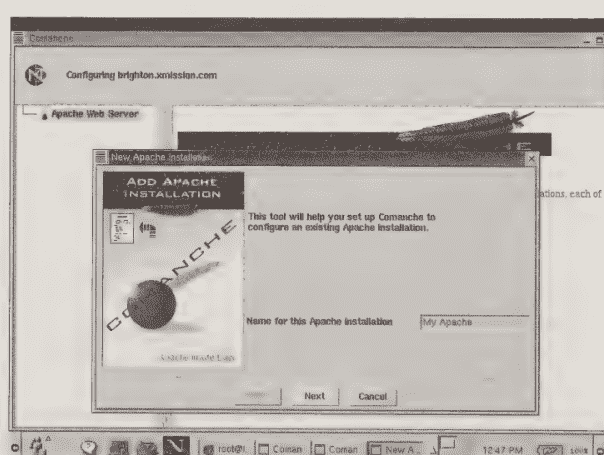 Comanche
Configuring brighton.xmission.com
Apache Web Server
New Apache Installation
ations, each of
ADD APACHE
INSTALLATION
This tool will help you set up Comanche to
configure an existing Apache installation.
COMANCHE
Name for this Apache installation
My Apache
Next
Cancel
root@
Coman
Coman
New A...
12:47 PM